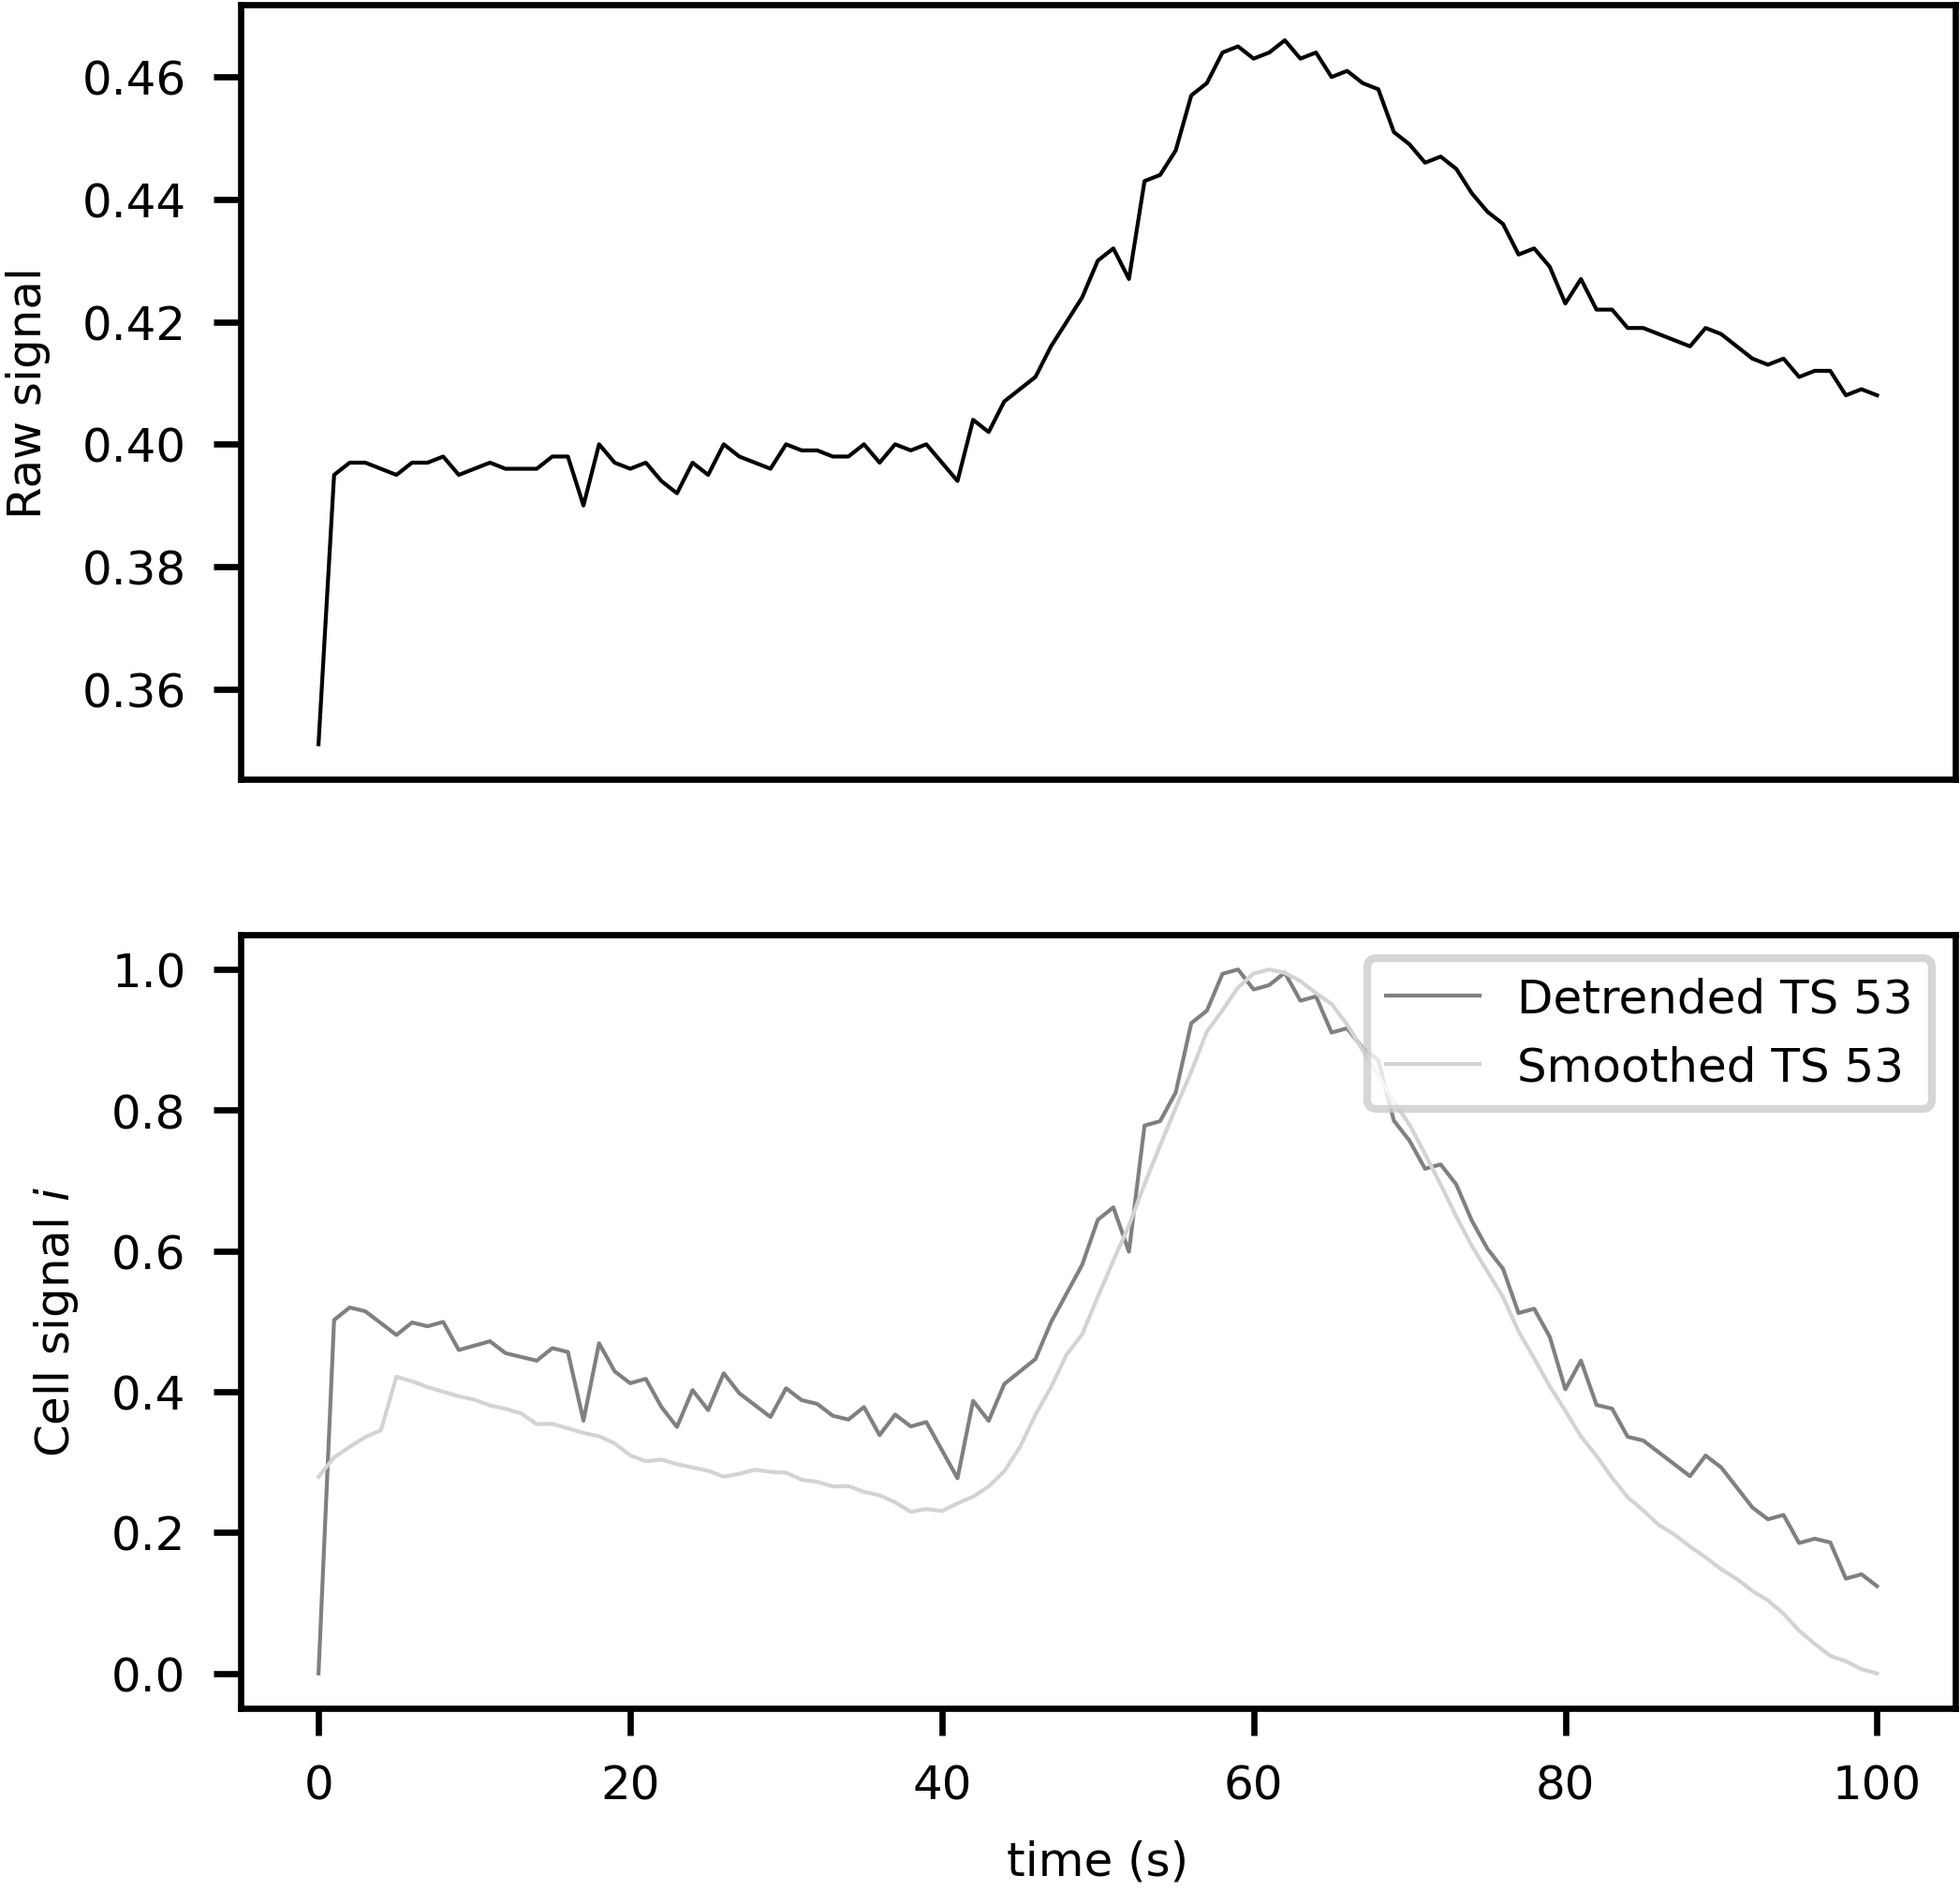 Raw signal
0.46
0.44
0.42
0.40
0.38
0.36
Cell signal i
1.0
0.8
0.6
0.4
0.2
0.0
Detrended TS 53
Smoothed TS 53
0 20 40 60 80 100
time (s)